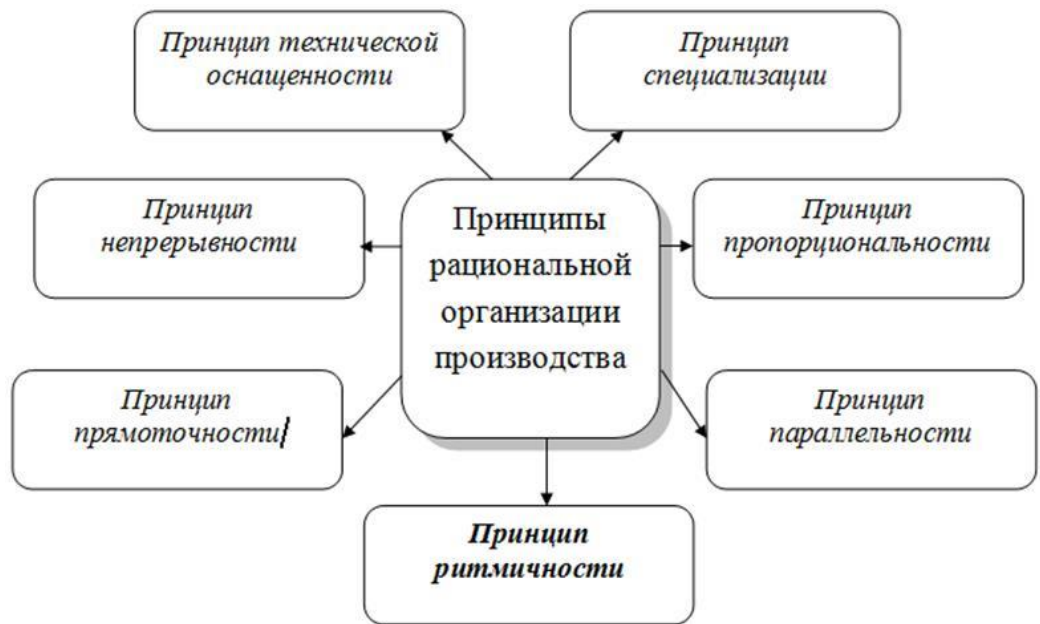 Принцип технической
оснащенности
Принцип
специализации
Принцип
непрерывности
Принципы
рациональной
организации
производства
Принцип
пропорциональности
Принцип
прямоточности
Принцип
параллельности
Принцип
ритмичности